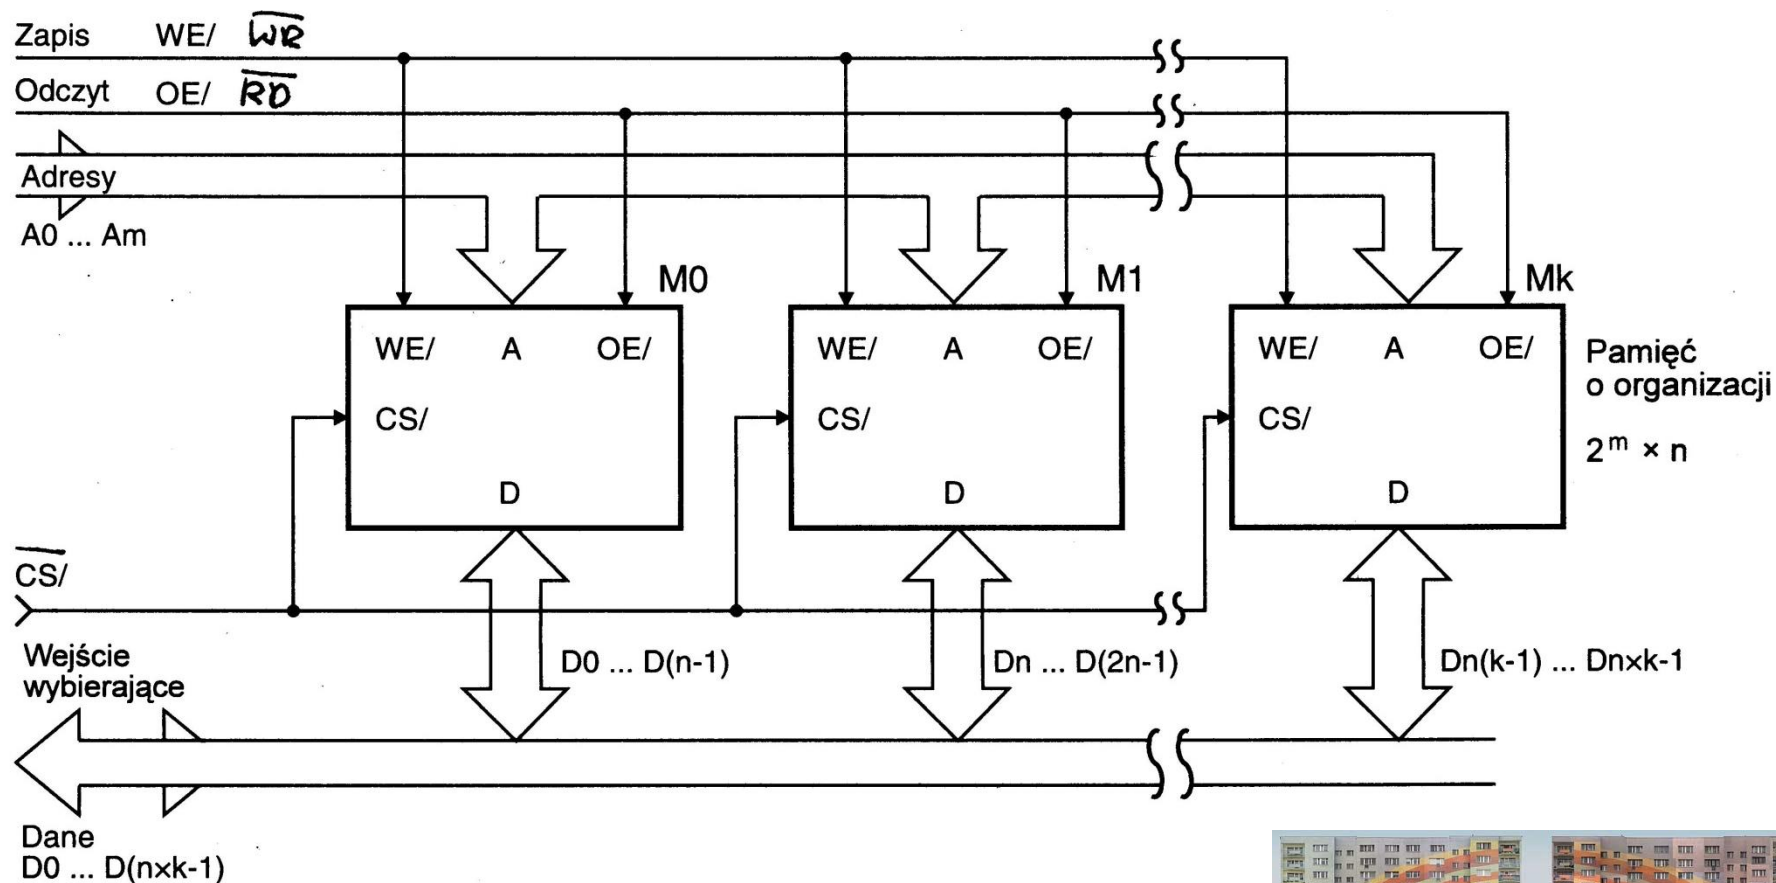 Zapis WE/ WR
Odczyt OE/ RD
Adresy
A0 ... Am
M0
M1
Mk
WE/ A OE/
CS/
D
WE/ A OE/
CS/
D
WE/ A OE/
CS/
D
Pamięć
o organizacji
2^m × n
CS/
Wejście
wybierające
D0 ... D(n-1)
Dn ... D(2n-1)
Dn(k-1) ... Dn×k-1
Dane
D0 ... D(n×k-1)